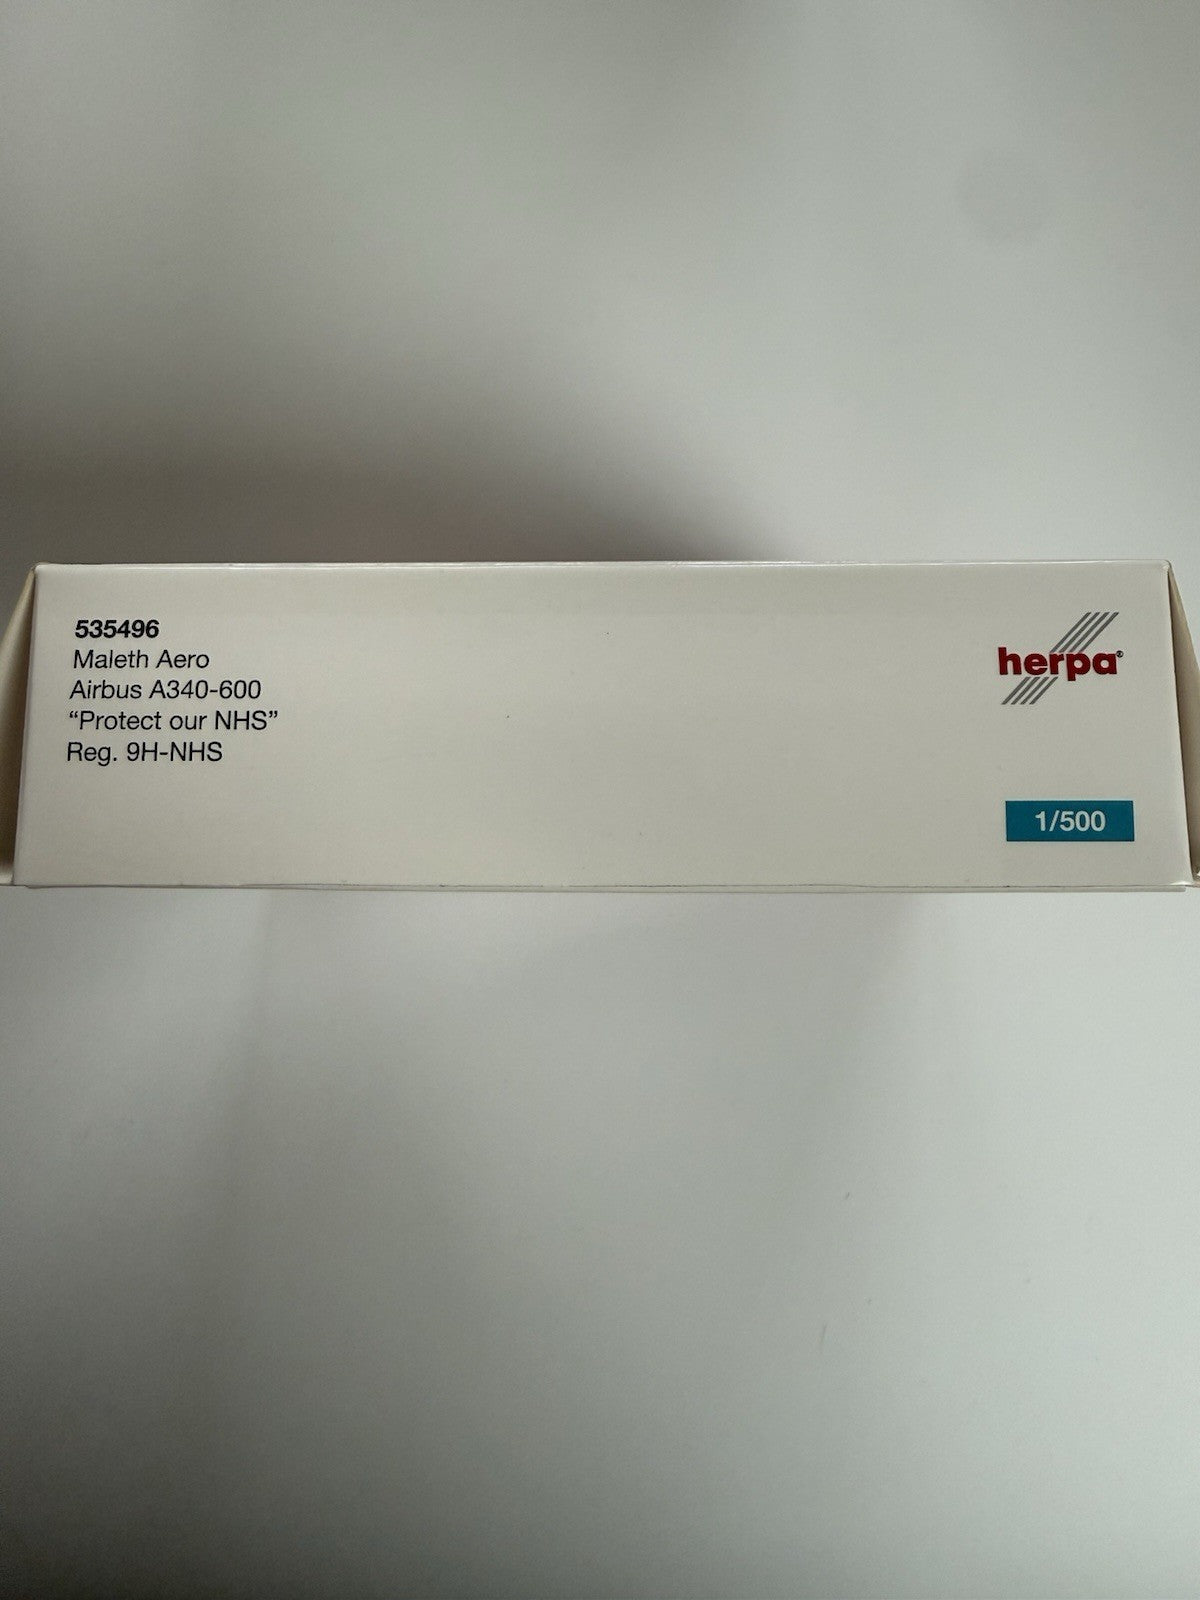 535496
Maleth Aero
Airbus A340-600
“Protect our NHS”
Reg. 9H-NHS
herpa®
1/500